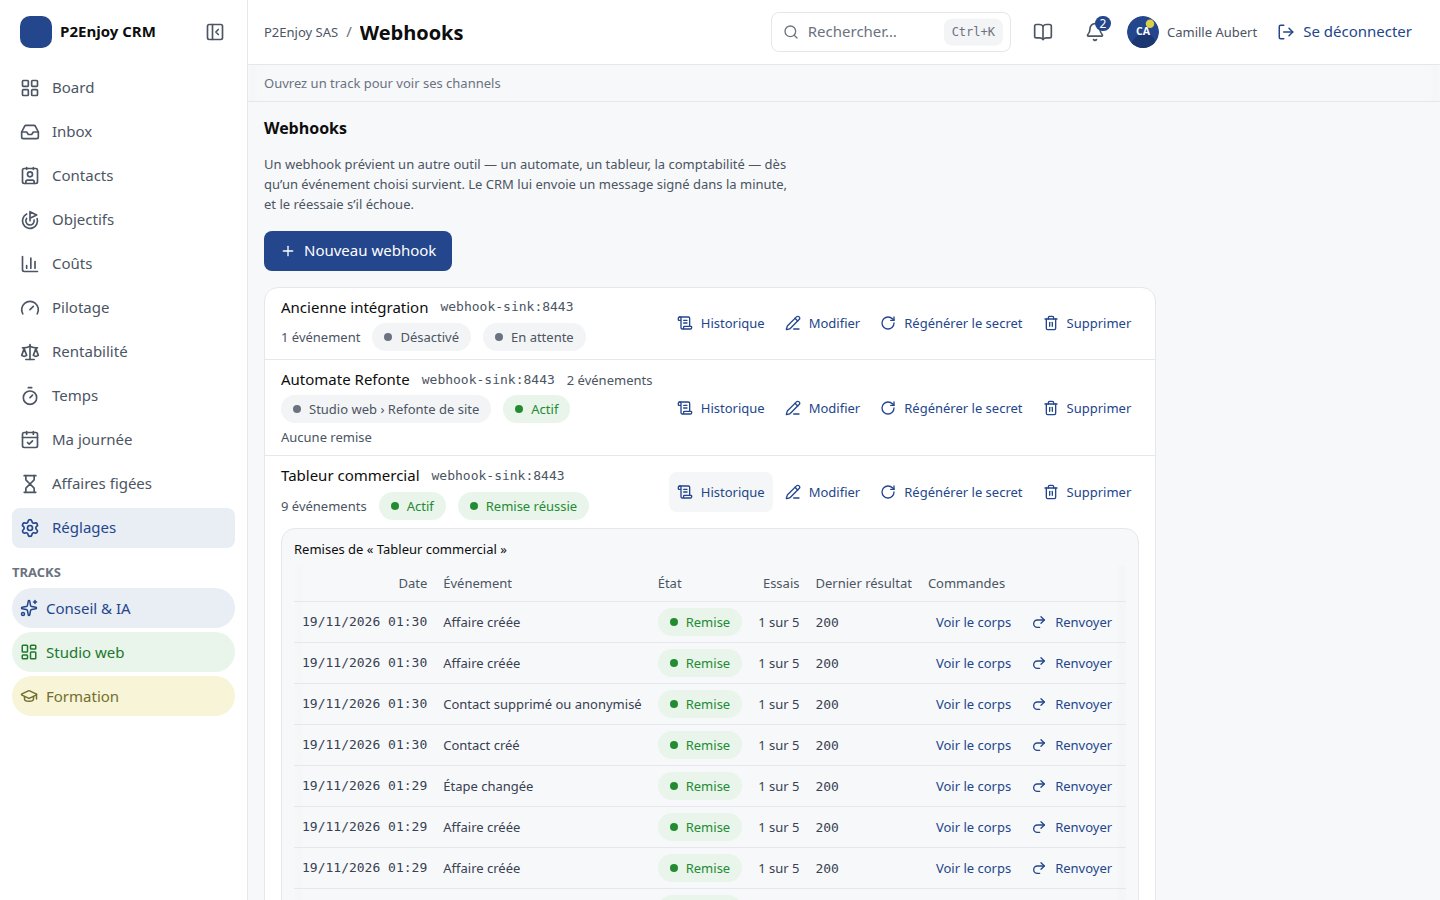 P2Enjoy CRM
Board
Inbox
Contacts
Objectifs
Coûts
Pilotage
Rentabilité
Temps
Ma journée
Affaires figées
Réglages
TRACKS
Conseil & IA
Studio web
Formation
P2Enjoy SAS / Webhooks
Rechercher... Ctrl+K
2
CA Camille Aubert
Se déconnecter
Ouvrez un track pour voir ses channels
Webhooks
Un webhook prévient un autre outil — un automate, un tableur, la comptabilité — dès
qu’un événement choisi survient. Le CRM lui envoie un message signé dans la minute,
et le réessaie s’il échoue.
Nouveau webhook
Ancienne intégration webhook-sink:8443
1 événement Désactivé En attente
Historique Modifier Régénérer le secret Supprimer
Automate Refonte webhook-sink:8443 2 événements
Studio web › Refonte de site Actif
Aucune remise
Historique Modifier Régénérer le secret Supprimer
Tableur commercial webhook-sink:8443
9 événements Actif Remise réussie
Historique Modifier Régénérer le secret Supprimer
Remises de « Tableur commercial »
Date Événement État Essais Dernier résultat Commandes
19/11/2026 01:30 Affaire créée Remise 1 sur 5 200 Voir le corps Renvoyer
19/11/2026 01:30 Affaire créée Remise 1 sur 5 200 Voir le corps Renvoyer
19/11/2026 01:30 Contact supprimé ou anonymisé Remise 1 sur 5 200 Voir le corps Renvoyer
19/11/2026 01:30 Contact créé Remise 1 sur 5 200 Voir le corps Renvoyer
19/11/2026 01:29 Étape changée Remise 1 sur 5 200 Voir le corps Renvoyer
19/11/2026 01:29 Affaire créée Remise 1 sur 5 200 Voir le corps Renvoyer
19/11/2026 01:29 Affaire créée Remise 1 sur 5 200 Voir le corps Renvoyer